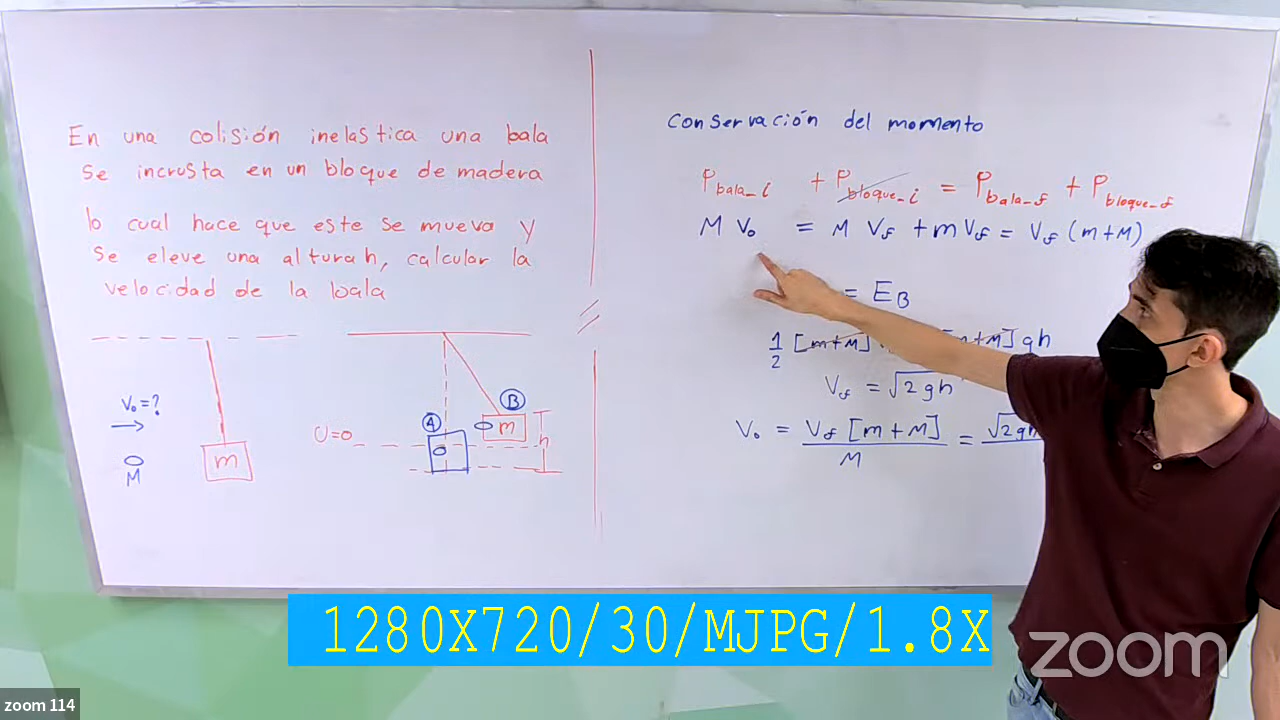 En una colisión inelastica una bala
se incrusta en un bloque de madera
lo cual hace que este se mueva y
se eleve una altura h, calcular la
velocidad de la bala
V₀ = ?
M
m
U=0
A
B
m
h
Conservación del momento
P bala_i + P bloque_i = P bala_f + P bloque_f
M V₀ = M Vf + m Vf = Vf (m+M)
= E_B
1/2 [m+M] [m+M] gh
Vf = √2gh
V₀ = Vf [m+M] / M = √2gh
1280X720/30/MJPG/1.8X
zoom
zoom 114